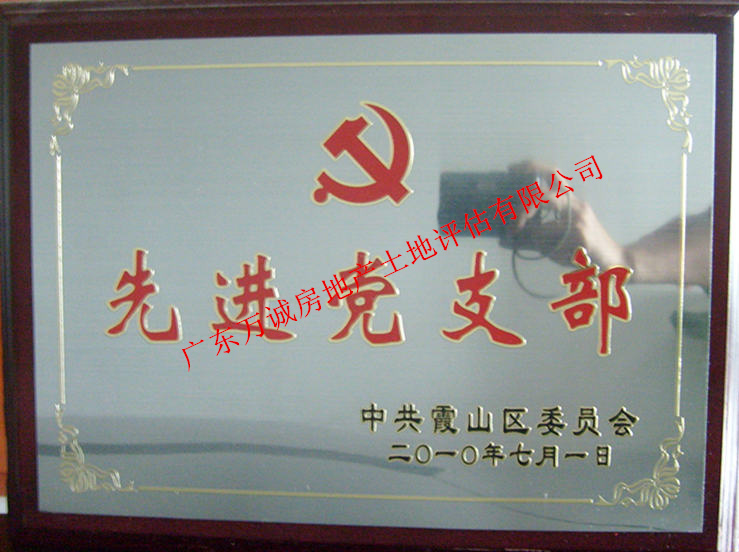 先进党支部
广东万诚房地产土地评估有限公司
中共霞山区委员会
二〇一〇年七月一日